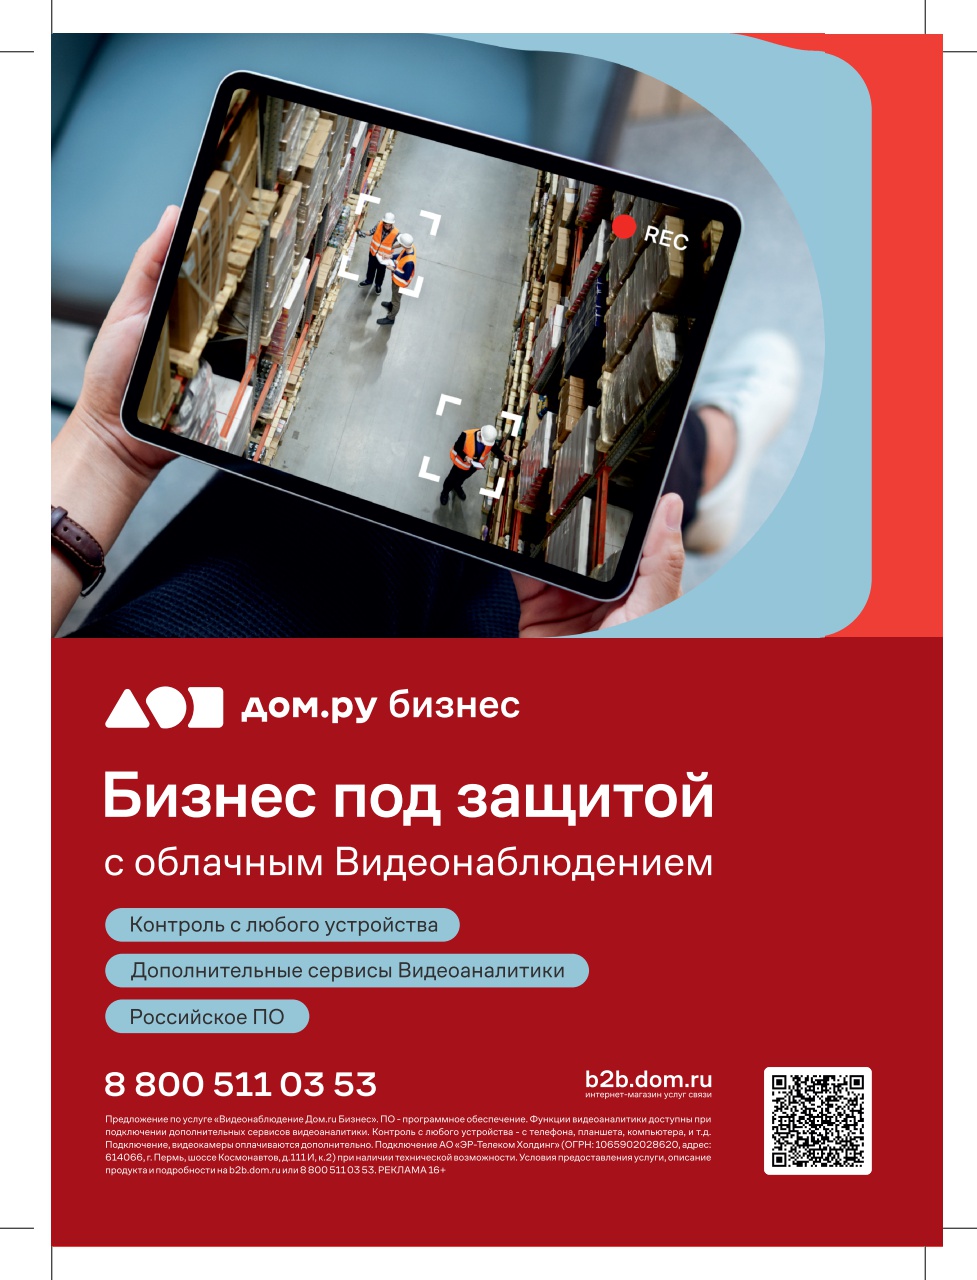 REC
дом.ру бизнес
Бизнес под защитой
с облачным Видеонаблюдением
Контроль с любого устройства
Дополнительные сервисы Видеоаналитики
Российское ПО
8 800 511 03 53
b2b.dom.ru
интернет-магазин услуг связи
Предложение по услуге «Видеонаблюдение Дом.ru Бизнес». ПО - программное обеспечение. Функции видеоаналитики доступны при
подключении дополнительных сервисов видеоаналитики. Контроль с любого устройства - с телефона, планшета, компьютера, и т.д.
Подключение, видеокамеры оплачиваются дополнительно. Подключение АО «ЭР-Телеком Холдинг» (ОГРН: 1065902028620, адрес:
614066, г. Пермь, шоссе Космонавтов, д.111 И, к.2) при наличии технической возможности. Условия предоставления услуги, описание
продукта и подробности на b2b.dom.ru или 8 800 511 03 53. РЕКЛАМА 16+